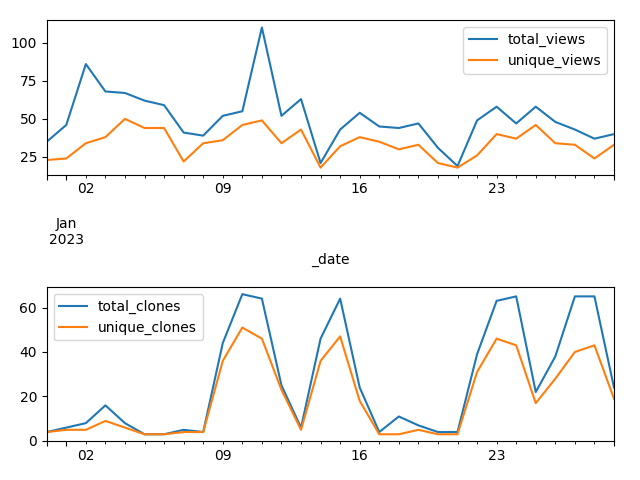 100
75
50
25
total_views
unique_views
02
09
16
23
Jan
2023
_date
60
40
20
0
total_clones
unique_clones
02
09
16
23